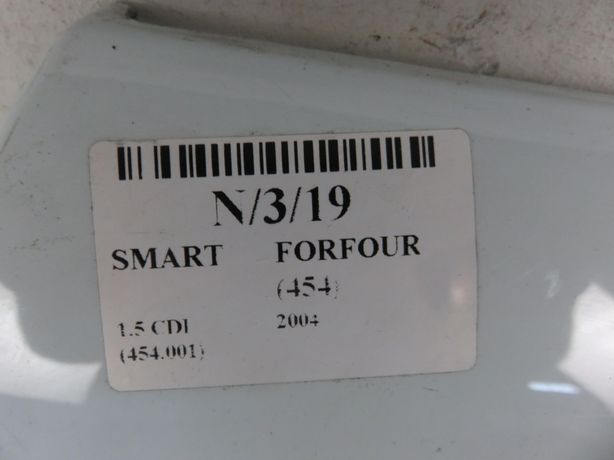 N/3/19
SMART FORFOUR
(454)
1.5 CDI 2004
(454.001)